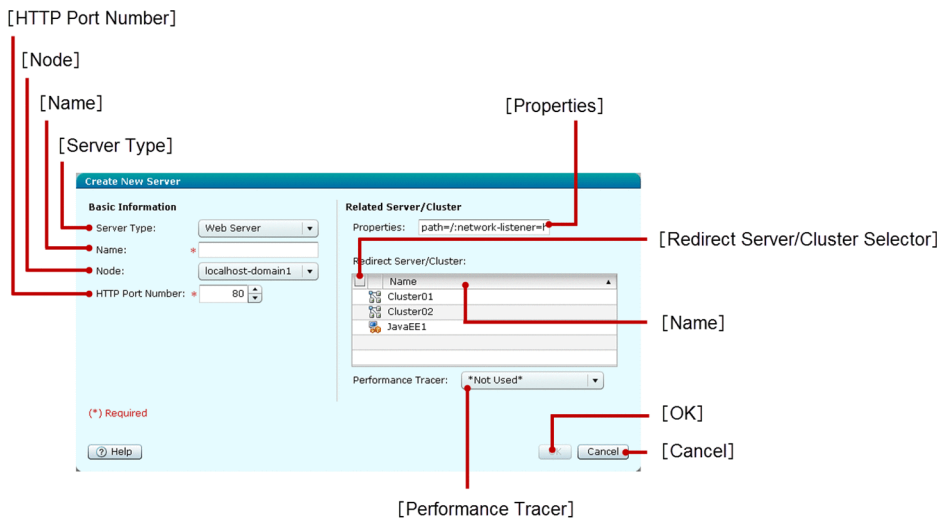 [HTTP Port Number]
[Node]
[Name]
[Properties]
[Server Type]
Create New Server
Basic Information
Related Server/Cluster
Server Type:
Web Server
Properties:
path=/:network-listener=h
Name:
*
[Redirect Server/Cluster Selector]
Redirect Server/Cluster:
Node:
localhost-domain1
Name
HTTP Port Number: *
80
Cluster01
Cluster02
[Name]
JavaEE1
Performance Tracer:
*Not Used*
(*) Required
[OK]
? Help
Cancel
[Cancel]
[Performance Tracer]